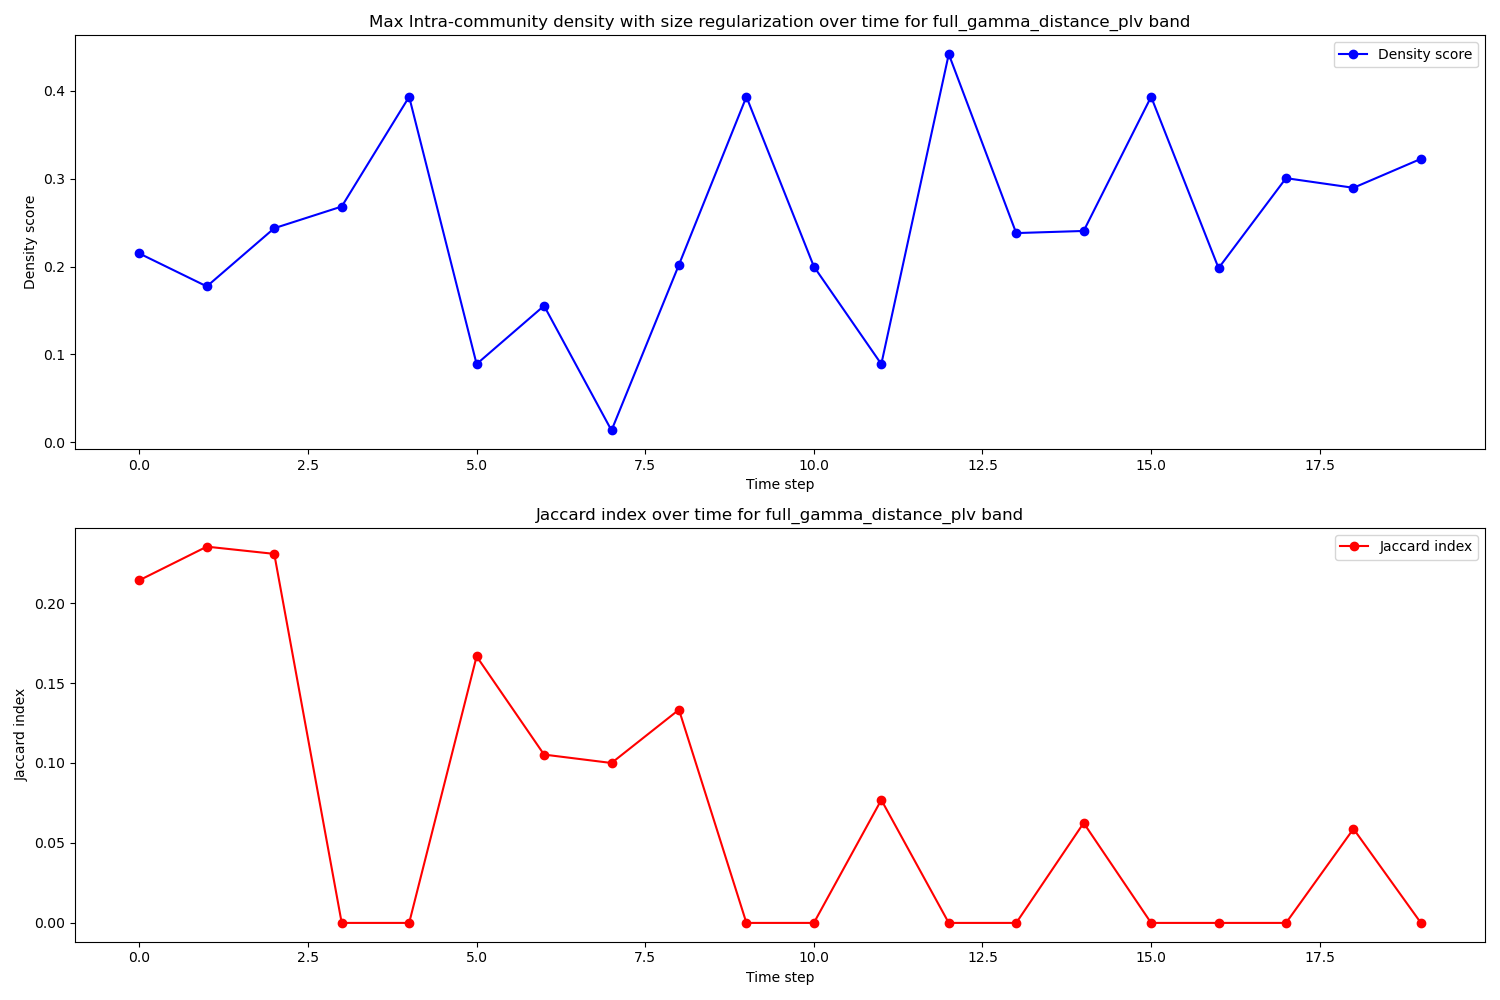 Max Intra-community density with size regularization over time for full_gamma_distance_plv band
Density score
Density score
0.4
0.3
0.2
0.1
0.0
0.0 2.5 5.0 7.5 10.0 12.5 15.0 17.5
Time step
Jaccard index over time for full_gamma_distance_plv band
Jaccard index
Jaccard index
0.20
0.15
0.10
0.05
0.00
0.0 2.5 5.0 7.5 10.0 12.5 15.0 17.5
Time step